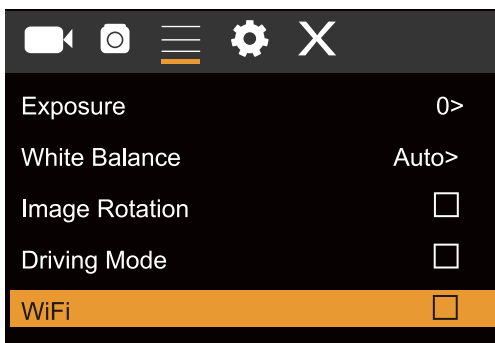 Exposure 0>
White Balance Auto>
Image Rotation
Driving Mode
WiFi